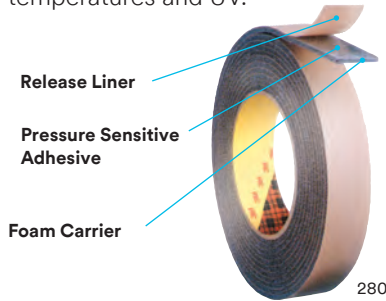 temperatures and UV.
Release Liner
Pressure Sensitive
Adhesive
Foam Carrier
280